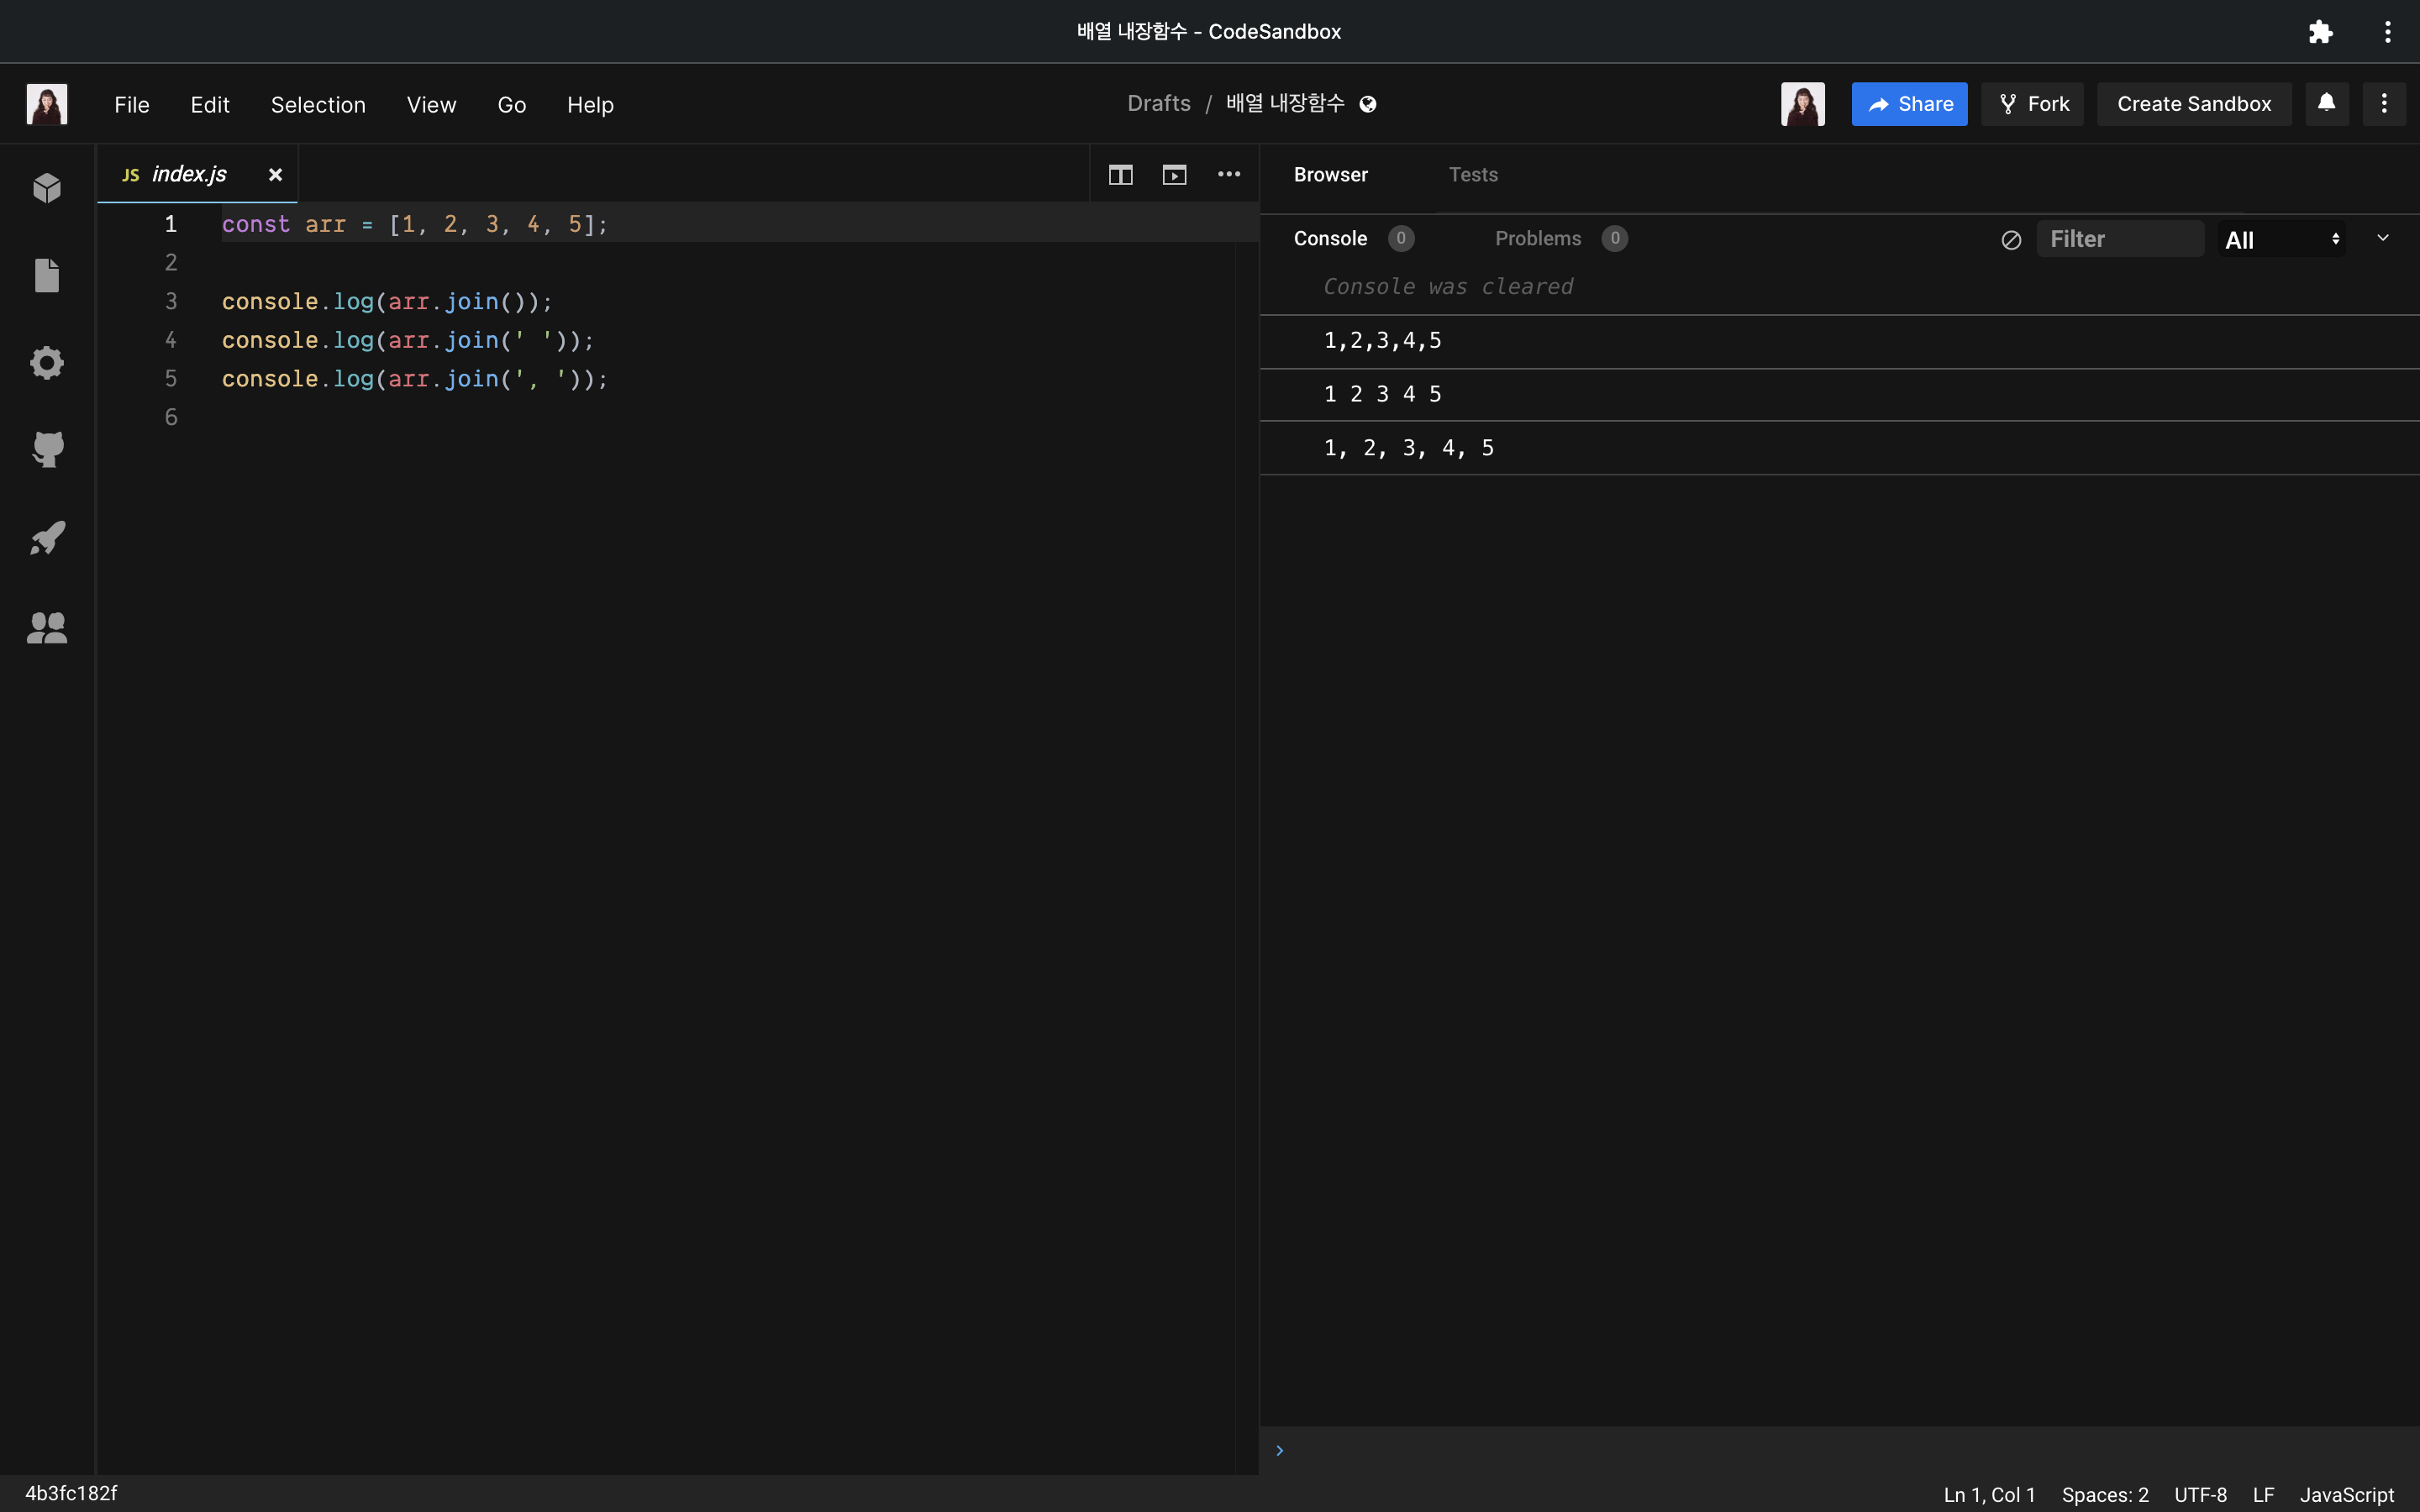 배열 내장함수 - CodeSandbox
File Edit Selection View Go Help
Drafts / 배열 내장함수
Share Fork Create Sandbox
JS index.js
Browser Tests
1 const arr = [1, 2, 3, 4, 5];
2
3 console.log(arr.join());
4 console.log(arr.join(' '));
5 console.log(arr.join(', '));
6
Console 0 Problems 0 Filter All
Console was cleared
1,2,3,4,5
1 2 3 4 5
1, 2, 3, 4, 5
4b3fc182f
Ln 1, Col 1 Spaces: 2 UTF-8 LF JavaScript